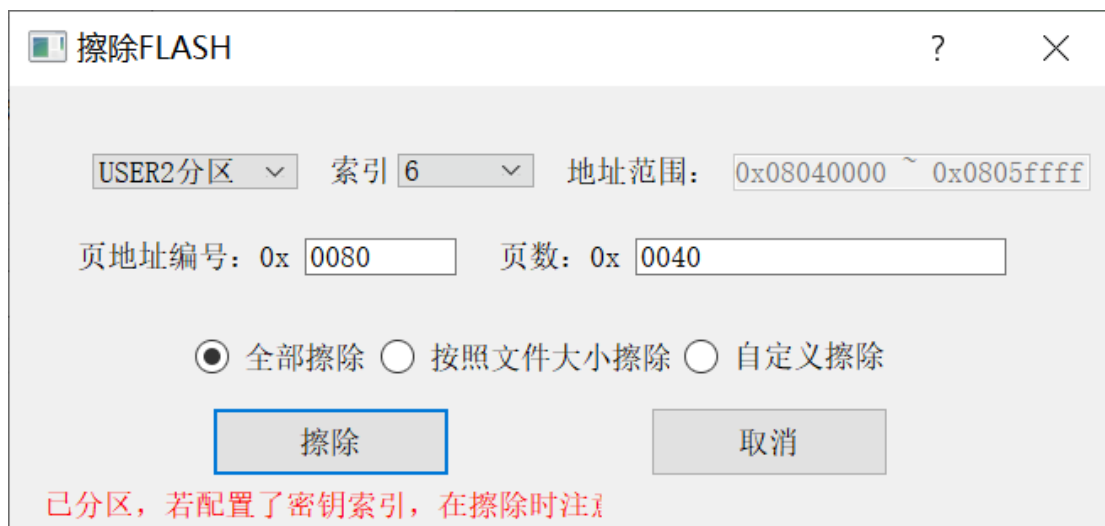 擦除FLASH ?
USER2分区 索引 6 地址范围: 0x08040000 ~ 0x0805ffff
页地址编号: 0x 0080 页数: 0x 0040
全部擦除 按照文件大小擦除 自定义擦除
擦除 取消
已分区，若配置了密钥索引，在擦除时注